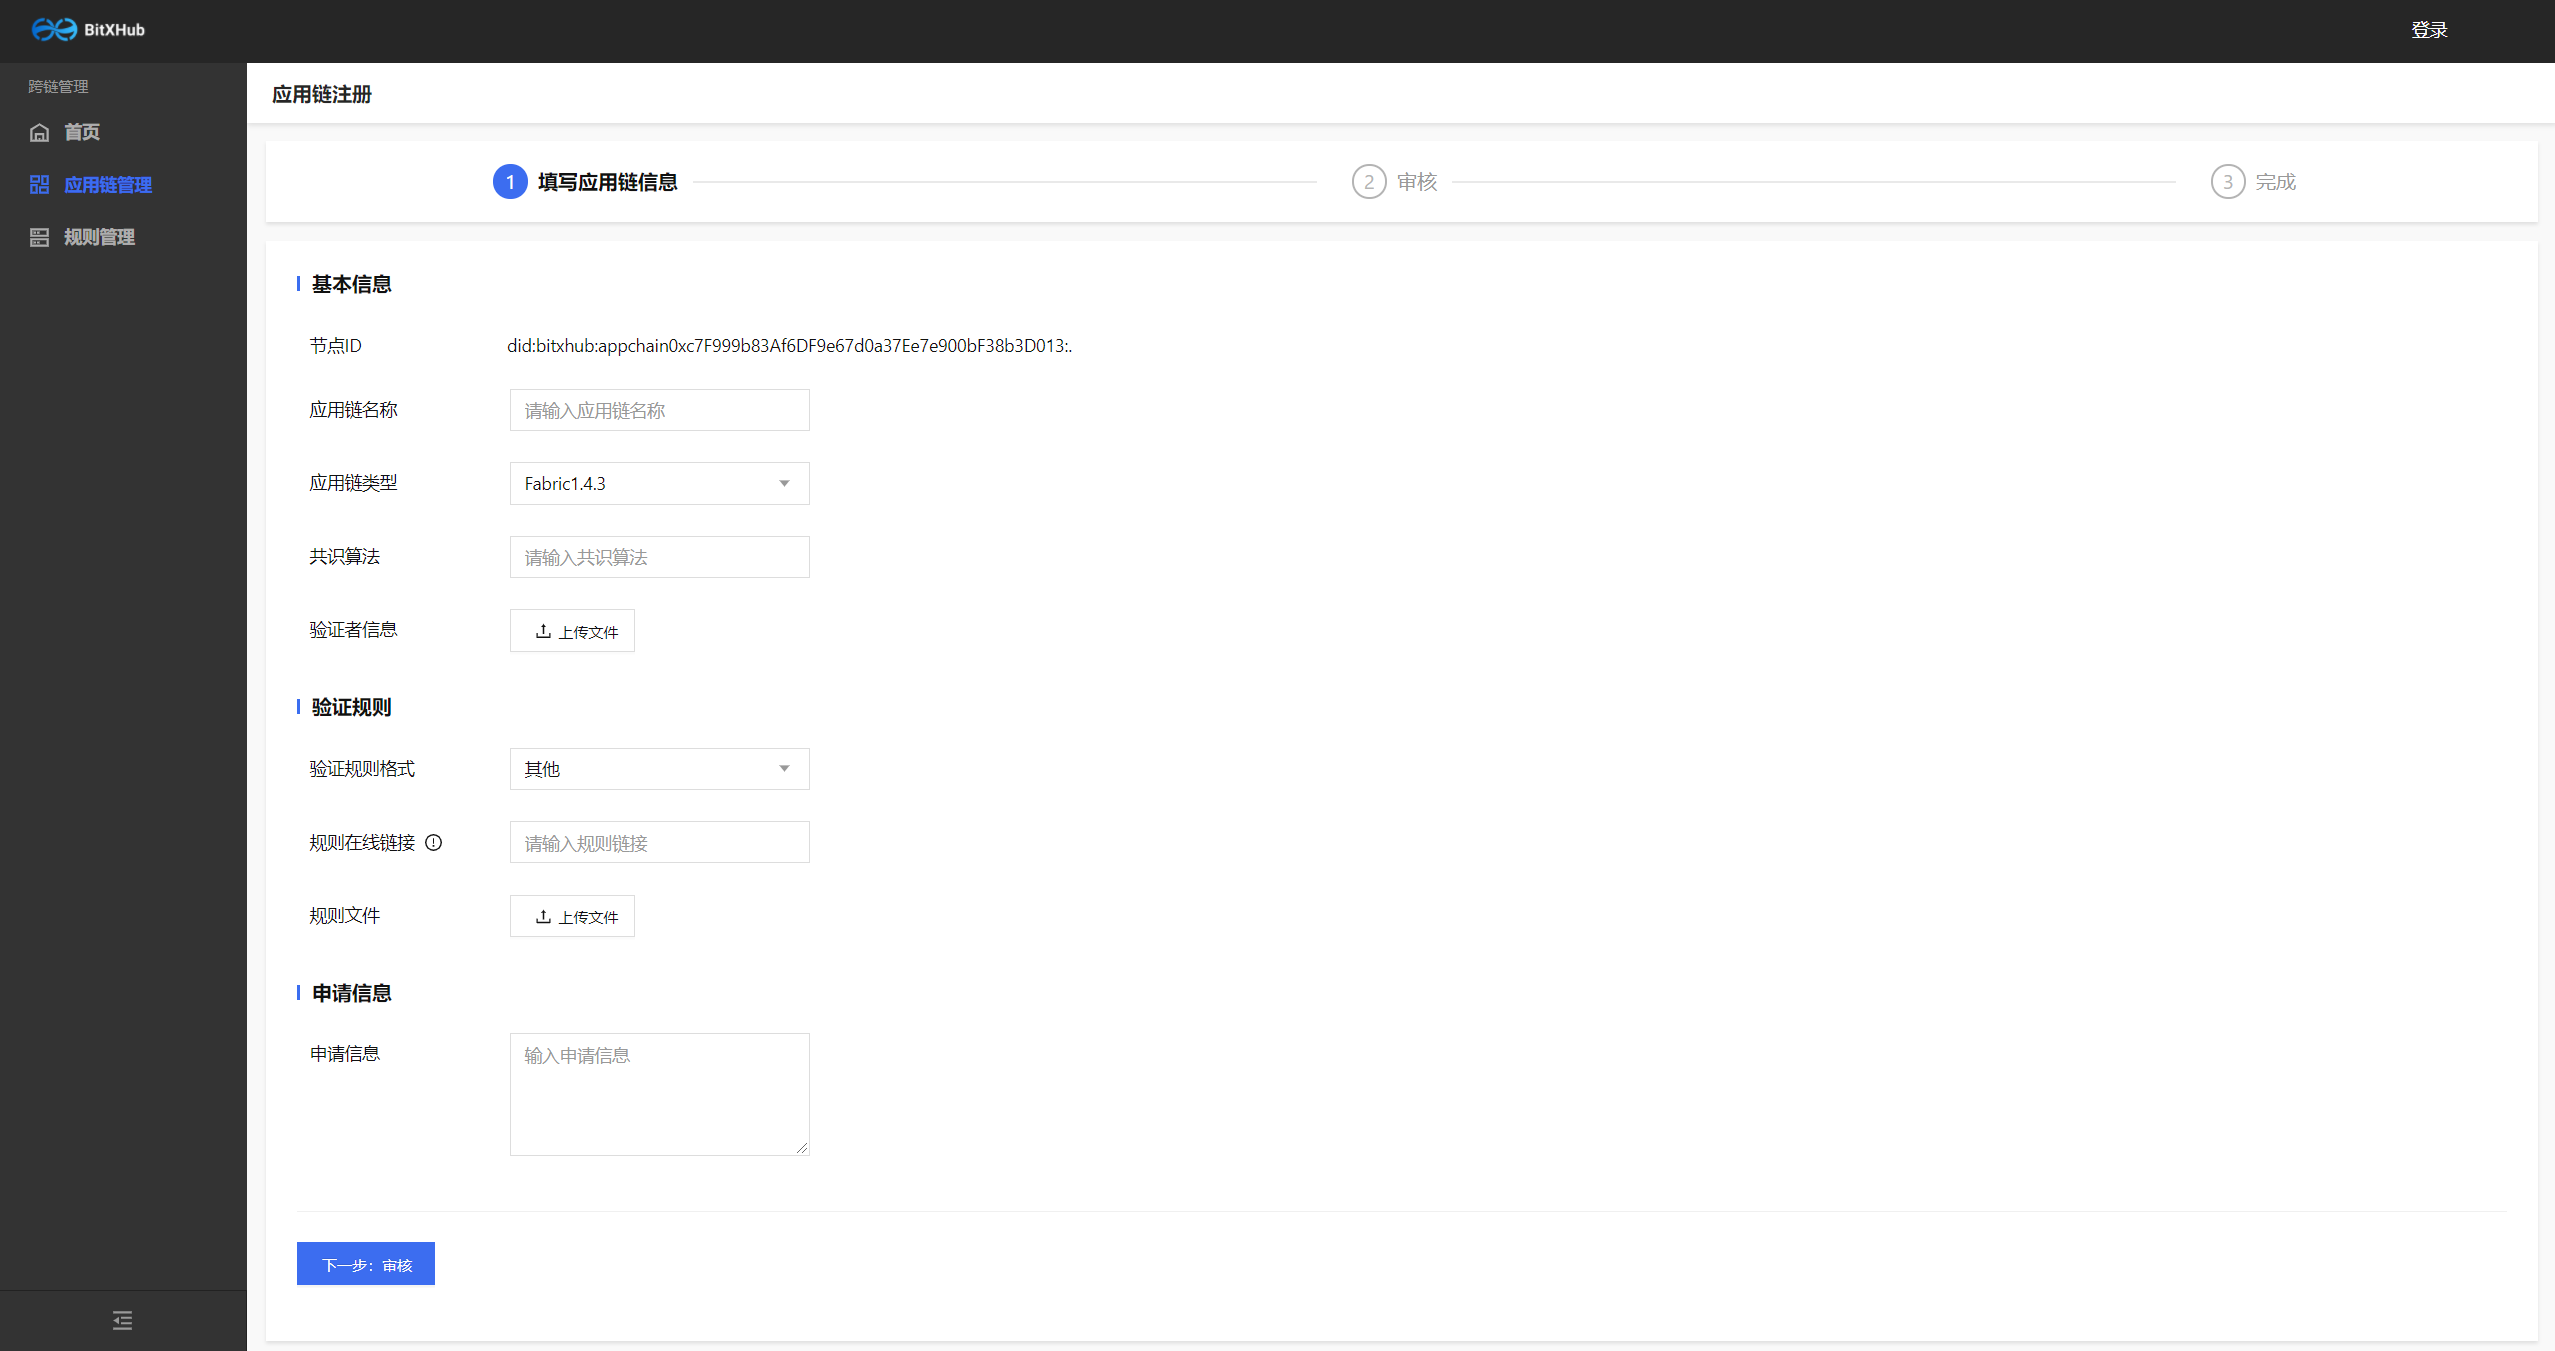 BitXHub
登录
跨链管理
首页
应用链管理
规则管理
应用链注册
1 填写应用链信息
2 审核
3 完成
基本信息
节点ID did:bitxhub:appchain0xc7F999b83Af6DF9e67d0a37Ee7e900bF38b3D013:.
应用链名称 请输入应用链名称
应用链类型 Fabric1.4.3
共识算法 请输入共识算法
验证者信息 上传文件
验证规则
验证规则格式 其他
规则在线链接 请输入规则链接
规则文件 上传文件
申请信息
申请信息 输入申请信息
下一步：审核